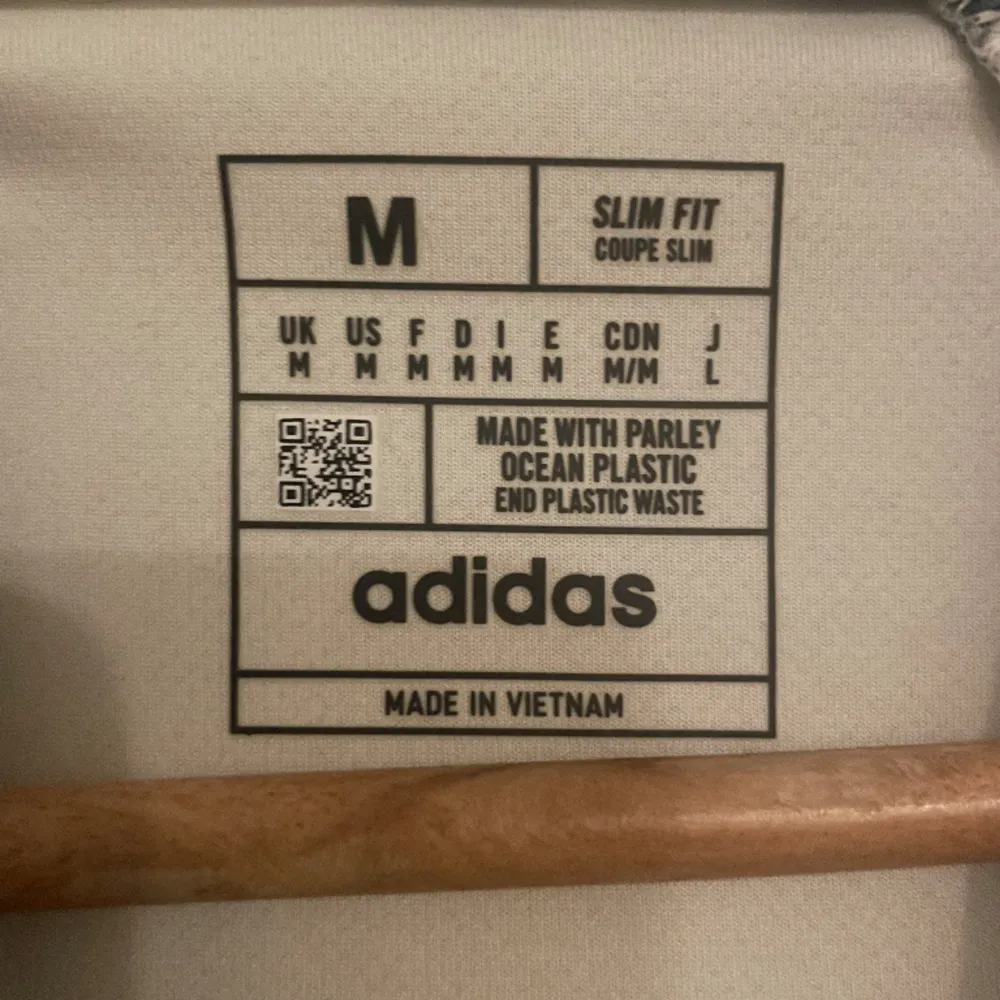 M
SLIM FIT
COUPE SLIM
UK US F D I E CDN J
M M M M M M M/M L
MADE WITH PARLEY
OCEAN PLASTIC
END PLASTIC WASTE
adidas
MADE IN VIETNAM